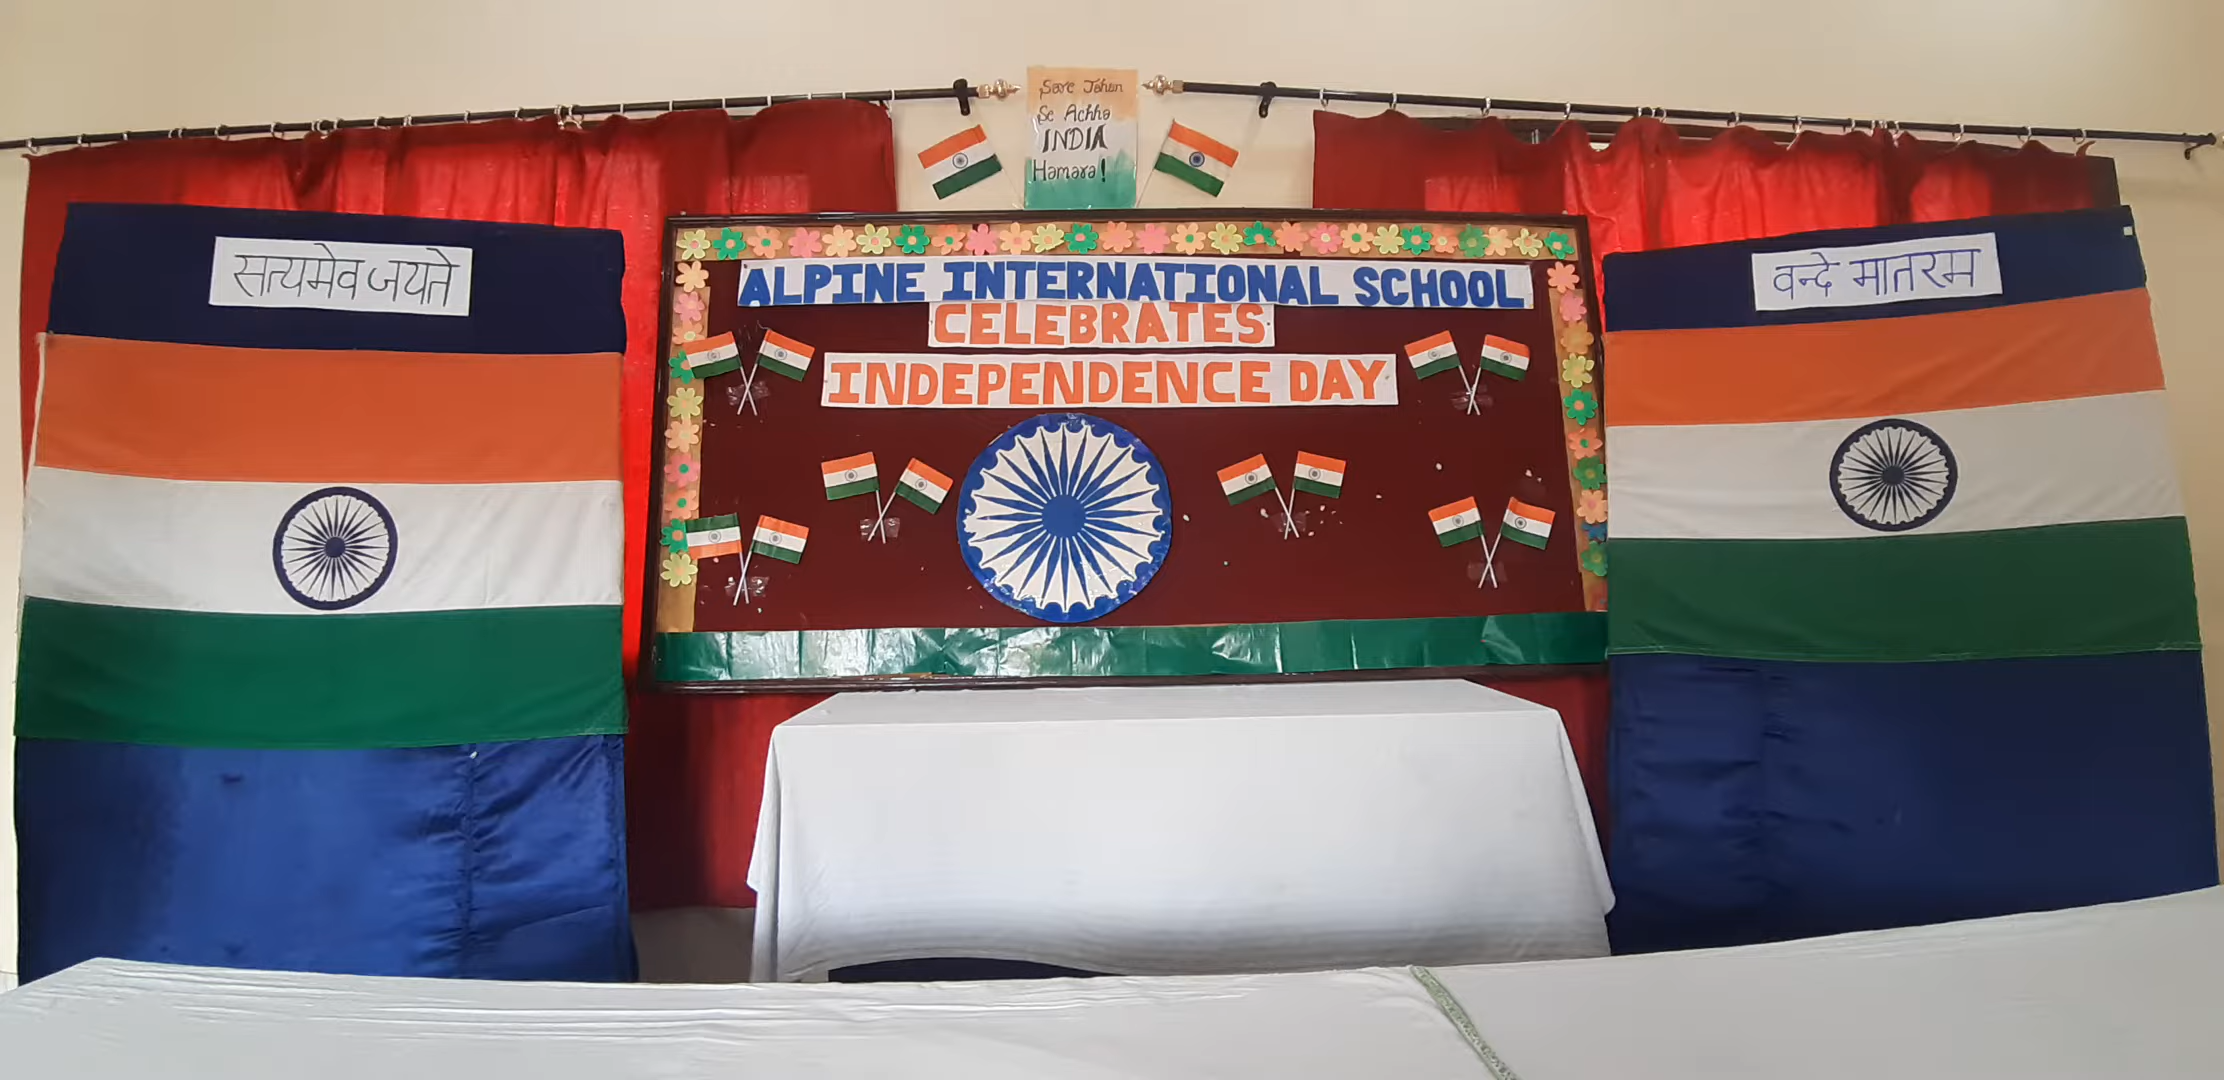 Sare Jahan
Se Achha
INDIA
Hamara!
सत्यमेव जयते
वन्दे मातरम
ALPINE INTERNATIONAL SCHOOL
CELEBRATES
INDEPENDENCE DAY